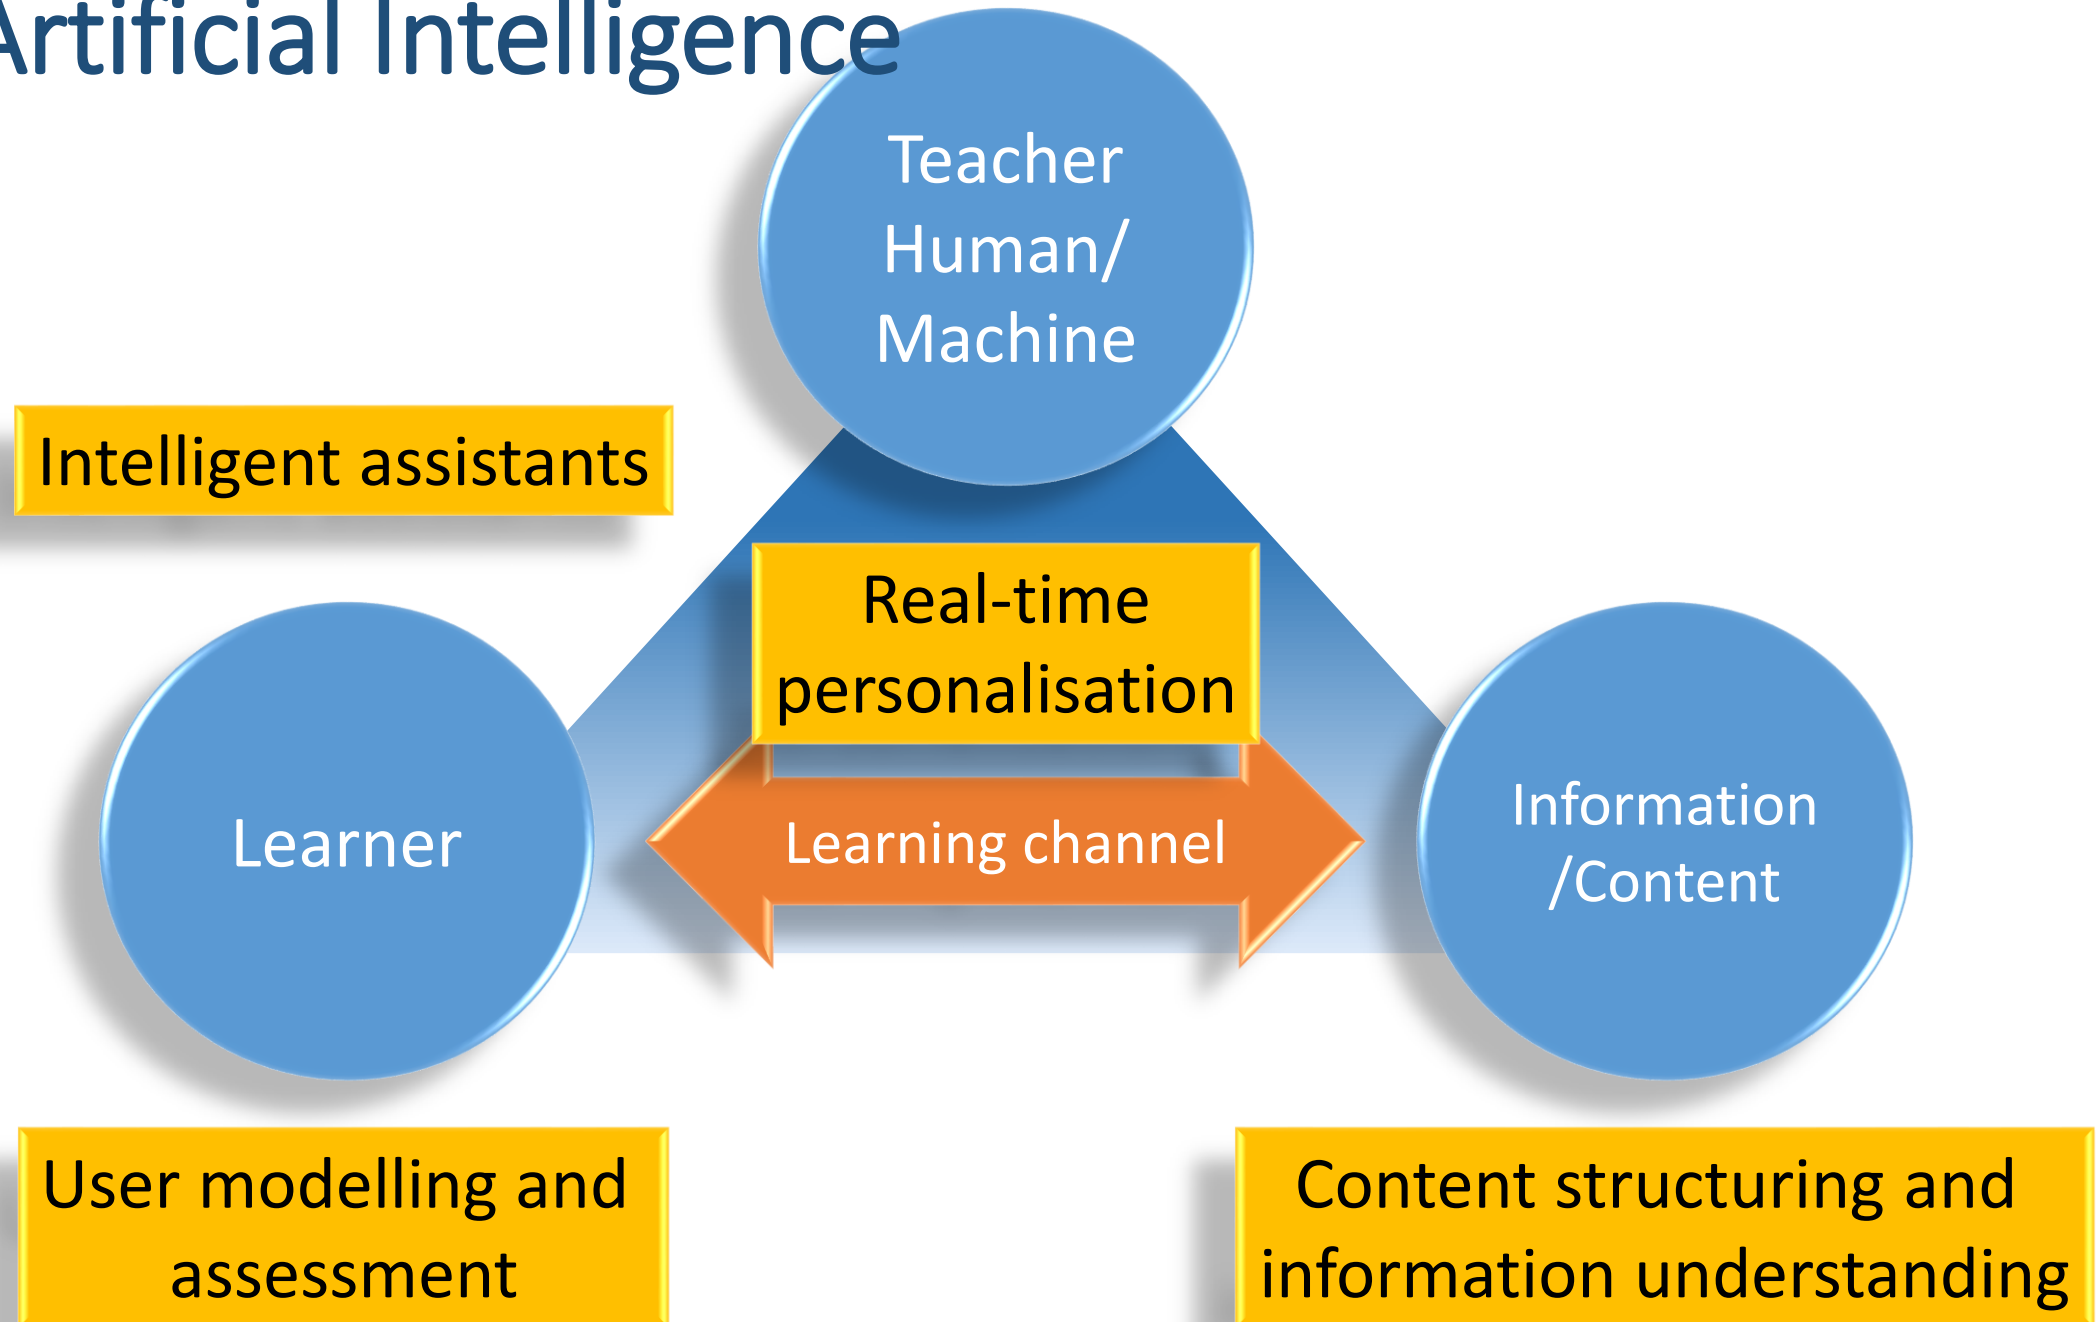 Artificial Intelligence
Teacher
Human/
Machine
Intelligent assistants
Real-time
personalisation
Learning channel
Learner
Information
/Content
User modelling and
assessment
Content structuring and
information understanding